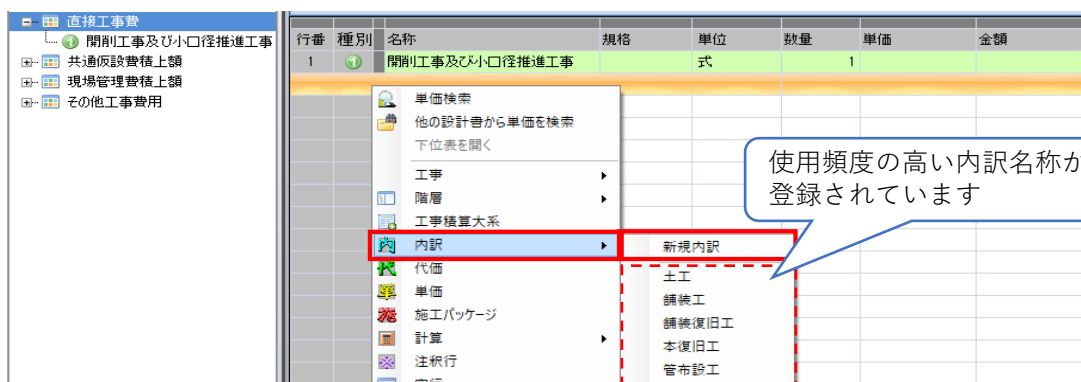 直接工事費
1 開削工事及び小口径推進工事
共通仮設費積上額
現場管理費積上額
その他工事費用
行番 種別 名称 規格 単位 数量 単価 金額
1 1 開削工事及び小口径推進工事 式 1
単価検索
他の設計書から単価を検索
下位表を開く
工事
階層
工事積算大系
内 内訳
代 代価
単 単価
施 施工パッケージ
計算
注釈行
新規内訳
土工
舗装工
舗装復旧工
本復旧工
管布設工
使用頻度の高い内訳名称が
登録されています